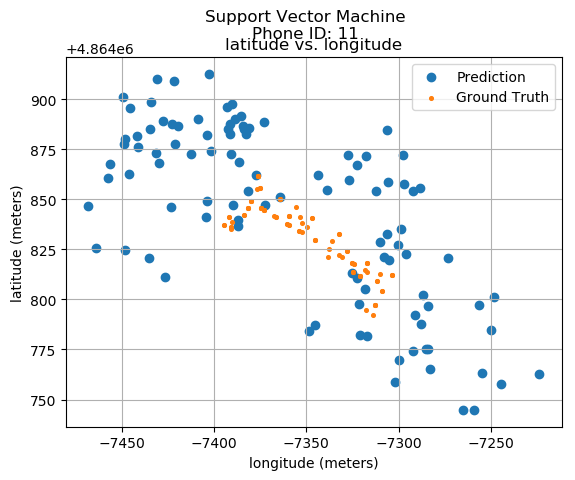 Support Vector Machine
Phone ID: 11
latitude vs. longitude
+4.864e6
Prediction
Ground Truth
900
875
850
825
800
775
750
latitude (meters)
−7450
−7400
−7350
−7300
−7250
longitude (meters)